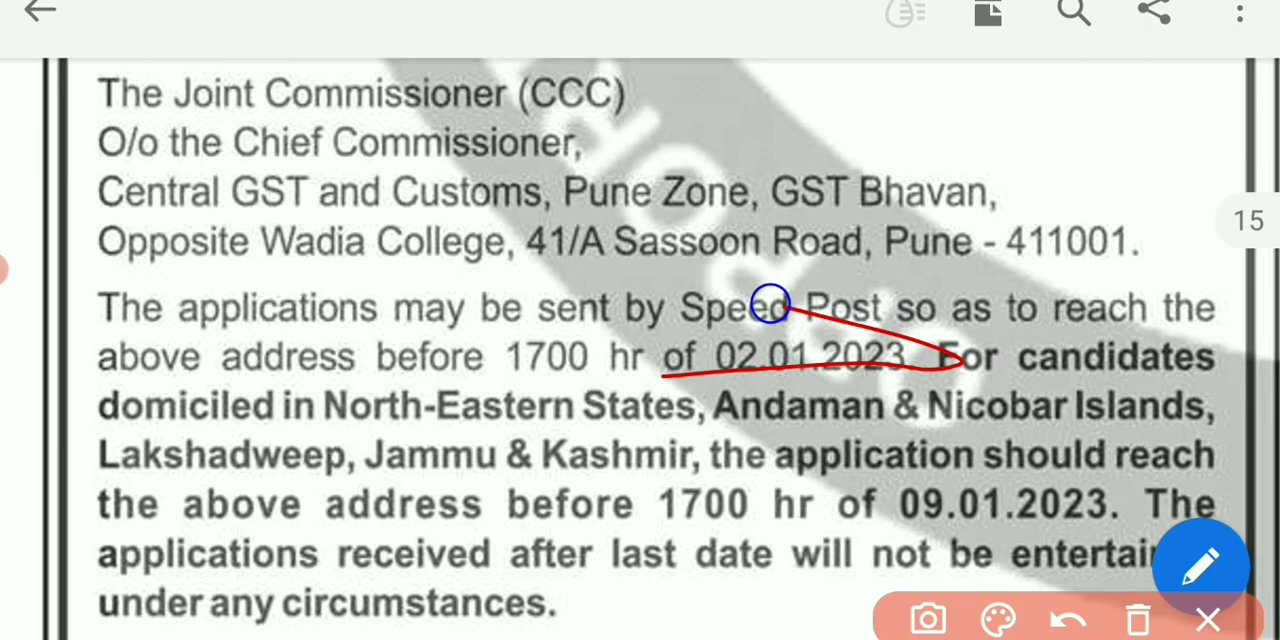 The Joint Commissioner (CCC)
O/o the Chief Commissioner,
Central GST and Customs, Pune Zone, GST Bhavan,
Opposite Wadia College, 41/A Sassoon Road, Pune - 411001.
15
The applications may be sent by Speed Post so as to reach the
above address before 1700 hr of 02.01.2023. For candidates
domiciled in North-Eastern States, Andaman & Nicobar Islands,
Lakshadweep, Jammu & Kashmir, the application should reach
the above address before 1700 hr of 09.01.2023. The
applications received after last date will not be
under any circumstances.